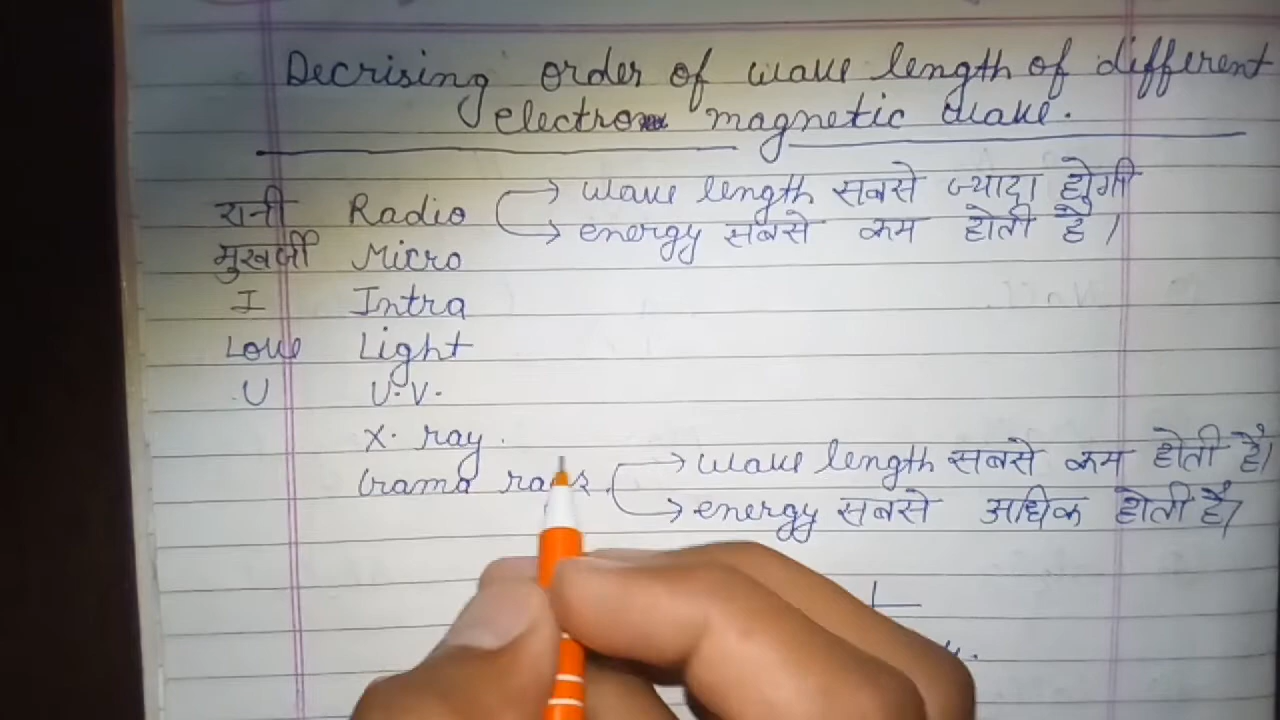 Decrising order of wave length of different
electro magnetic wave.
रानी Radio → wave length सबसे ज्यादा होगी
→ energy सबसे कम होती है।
मुखर्जी Micro
I Intra
Love Light
U U.V.
X. ray.
Gama rays → wave length सबसे कम होती है।
→ energy सबसे अधिक होती है।